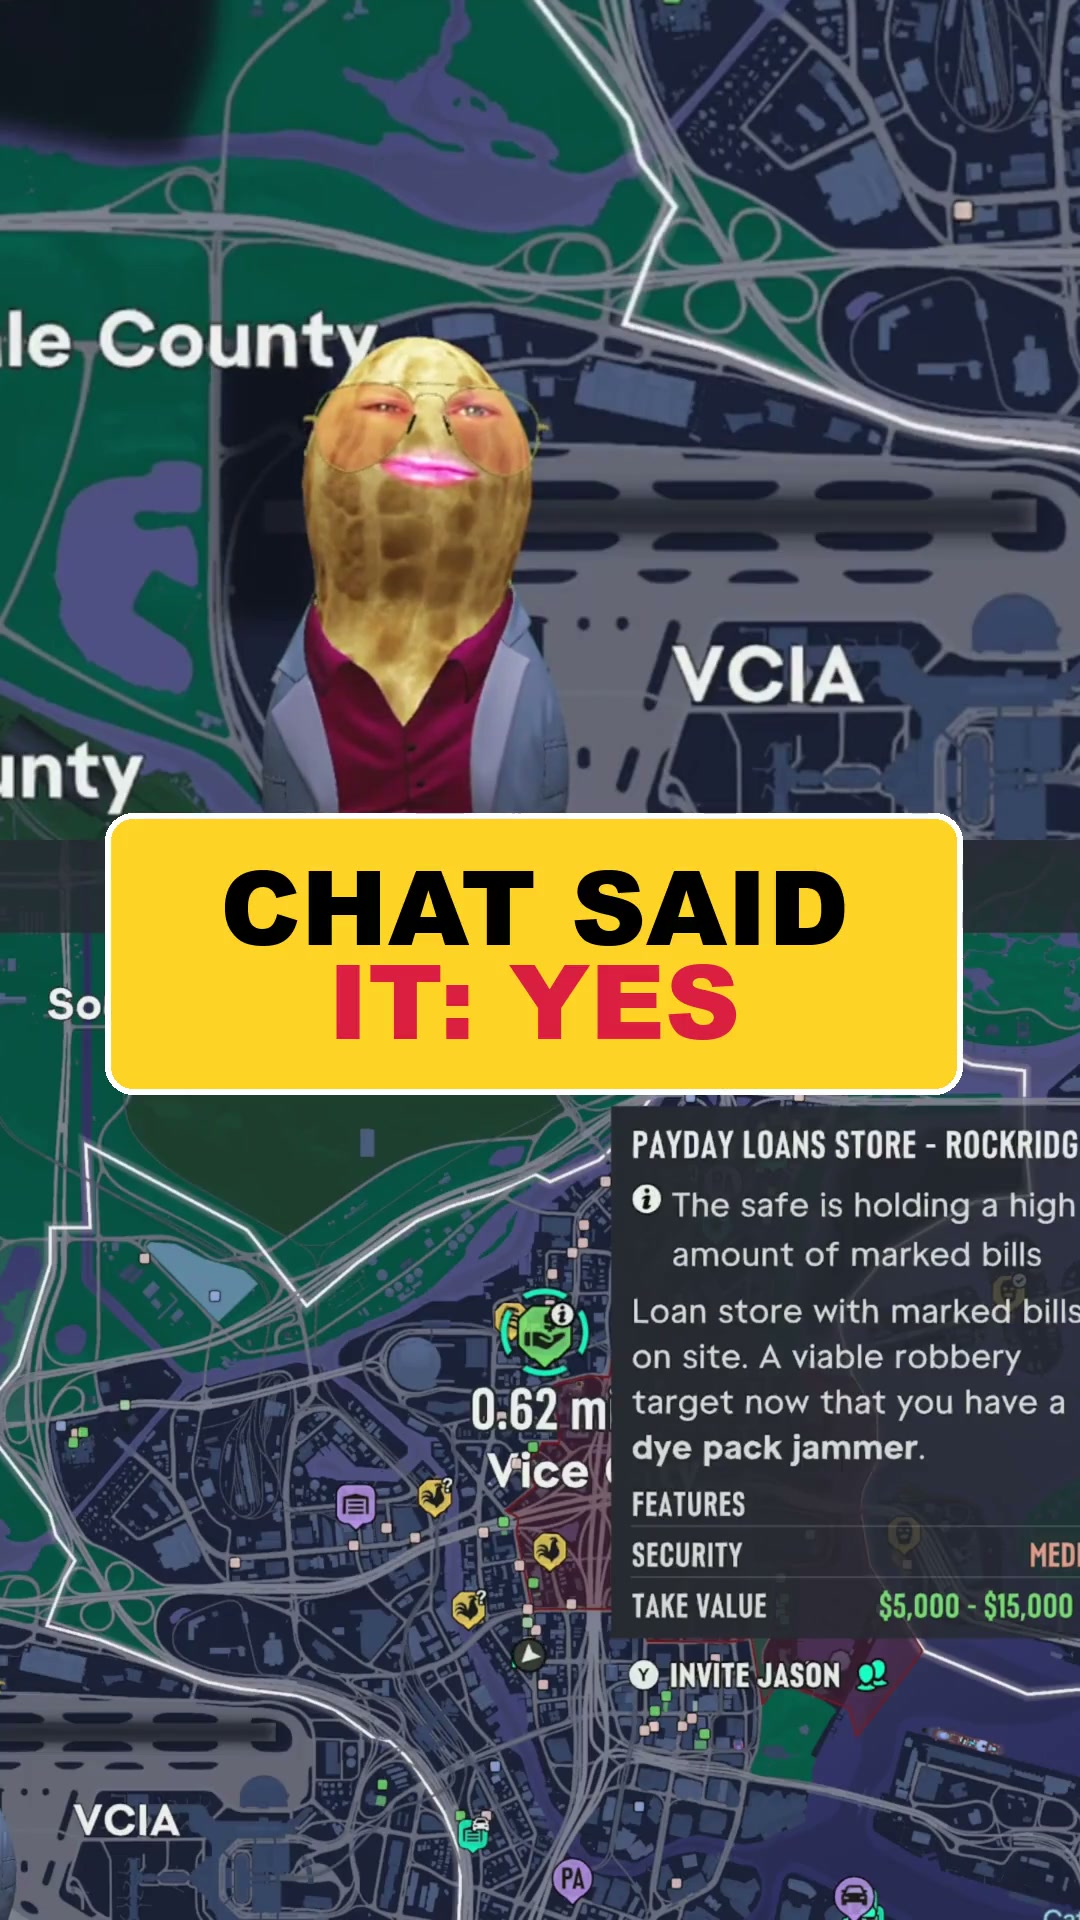 le County
VCIA
unty
CHAT SAID
IT: YES
So
PAYDAY LOANS STORE - ROCKRIDG
The safe is holding a high
amount of marked bills
Loan store with marked bills
on site. A viable robbery
target now that you have a
dye pack jammer.
0.62 mi
Vice
FEATURES
SECURITY MEDI
TAKE VALUE $5,000 - $15,000
Y INVITE JASON
VCIA
PA